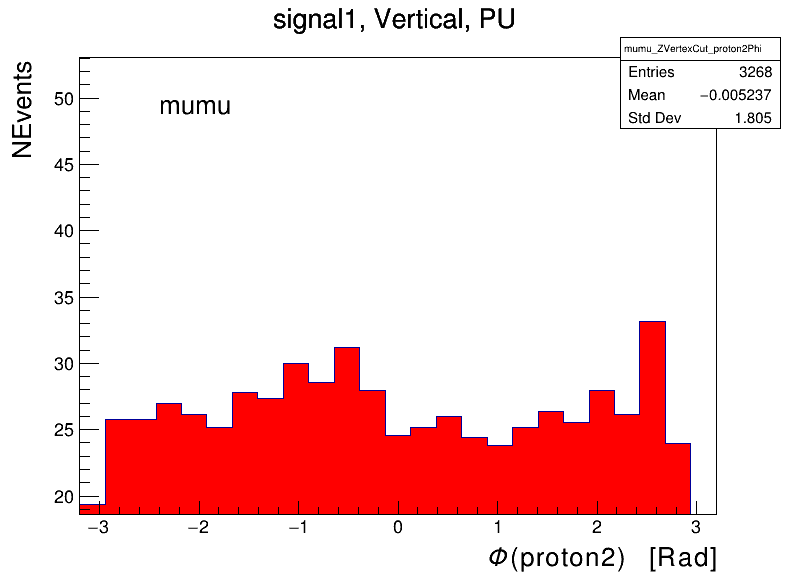 signal1, Vertical, PU
mumu_ZVertexCut_proton2Phi
Entries 3268
Mean −0.005237
Std Dev 1.805
mumu
NEvents
50
45
40
35
30
25
20
−3 −2 −1 0 1 2 3
Φ(proton2) [Rad]